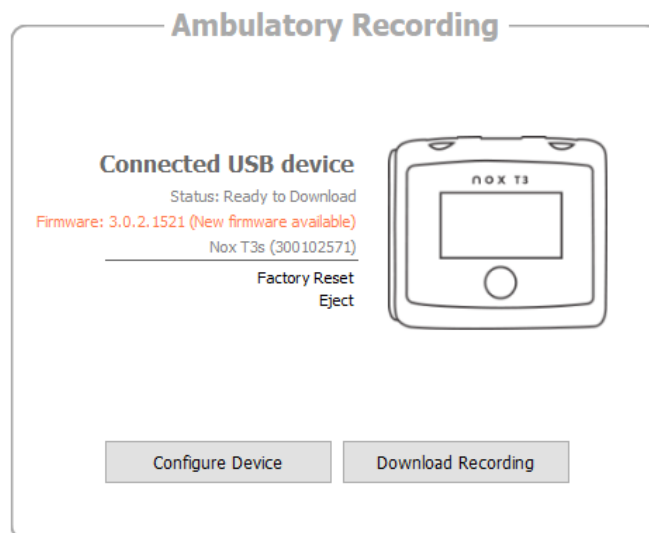 Ambulatory Recording
Connected USB device
Status: Ready to Download
Firmware: 3.0.2.1521 (New firmware available)
Nox T3s (300102571)
Factory Reset
Eject
nox T3
Configure Device
Download Recording